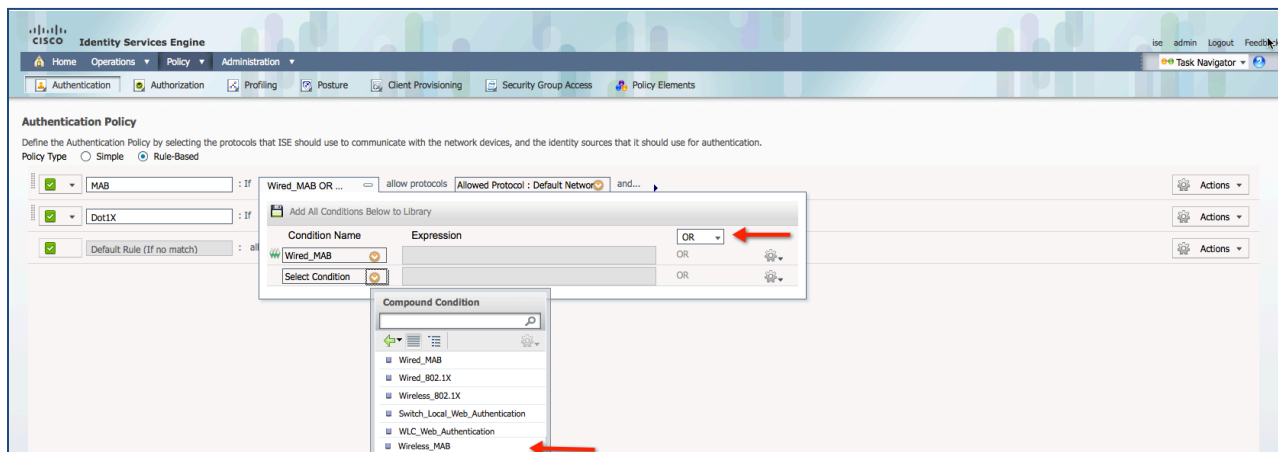 CISCO Identity Services Engine
ise admin Logout Feedback
Home Operations Policy Administration
Task Navigator
Authentication Authorization Profiling Posture Client Provisioning Security Group Access Policy Elements
Authentication Policy
Define the Authentication Policy by selecting the protocols that ISE should use to communicate with the network devices, and the identity sources that it should use for authentication.
Policy Type Simple Rule-Based
MAB : If Wired_MAB OR ... allow protocols Allowed Protocol : Default Networ and... Actions
Dot1X : If Actions
Default Rule (If no match) : all Actions
Add All Conditions Below to Library
Condition Name Expression OR
Wired_MAB OR
Select Condition OR
Compound Condition
Wired_MAB
Wired_802.1X
Wireless_802.1X
Switch_Local_Web_Authentication
WLC_Web_Authentication
Wireless_MAB